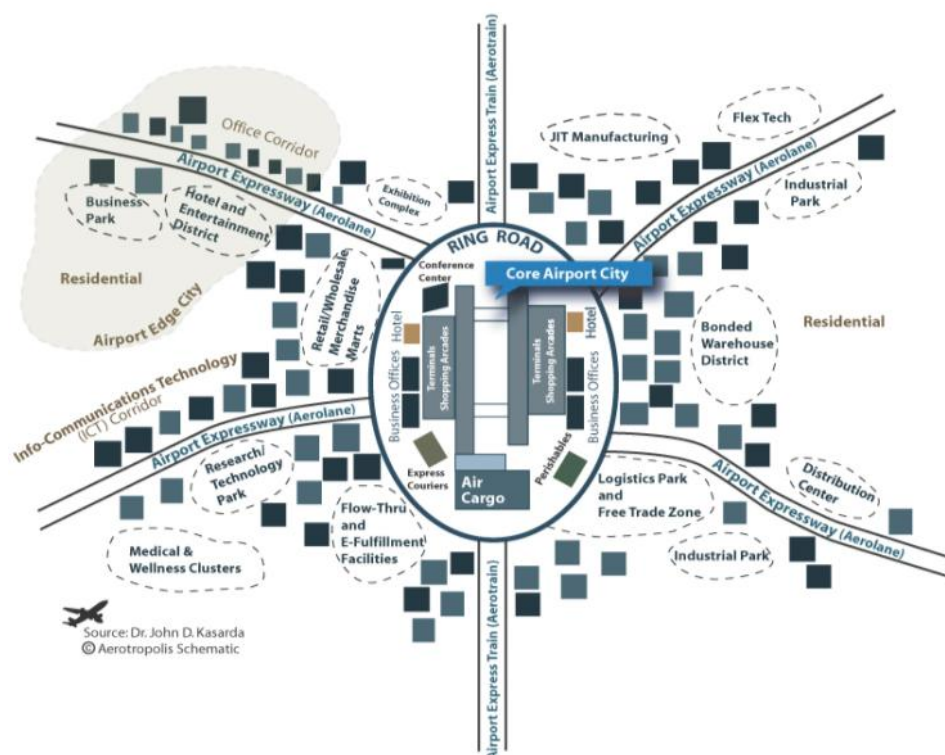 Airport Express Train (Aerotrain)
Office Corridor
Airport Expressway (Aerolane)
Business
Park
Hotel and
Entertainment
District
Residential
Airport Edge City
Exhibition
Complex
JIT Manufacturing
Flex Tech
Airport Expressway (Aerolane)
Industrial
Park
RING ROAD
Conference
Center
Core Airport City
Retail/Wholesale
Merchandise
Marts
Hotel
Terminals
Shopping Arcades
Business Offices
Terminals
Shopping Arcades
Hotel
Business Offices
Bonded
Warehouse
District
Residential
Info-Communications Technology
(ICT) Corridor
Airport Expressway (Aerolane)
Research/
Technology
Park
Express
Couriers
Air
Cargo
Perishables
Logistics Park
and
Free Trade Zone
Airport Expressway (Aerolane)
Distribution
Center
Flow-Thru
and
E-Fulfillment
Facilities
Medical &
Wellness Clusters
Industrial Park
Airport Express Train (Aerotrain)
Source: Dr. John D. Kasarda
© Aerotropolis Schematic